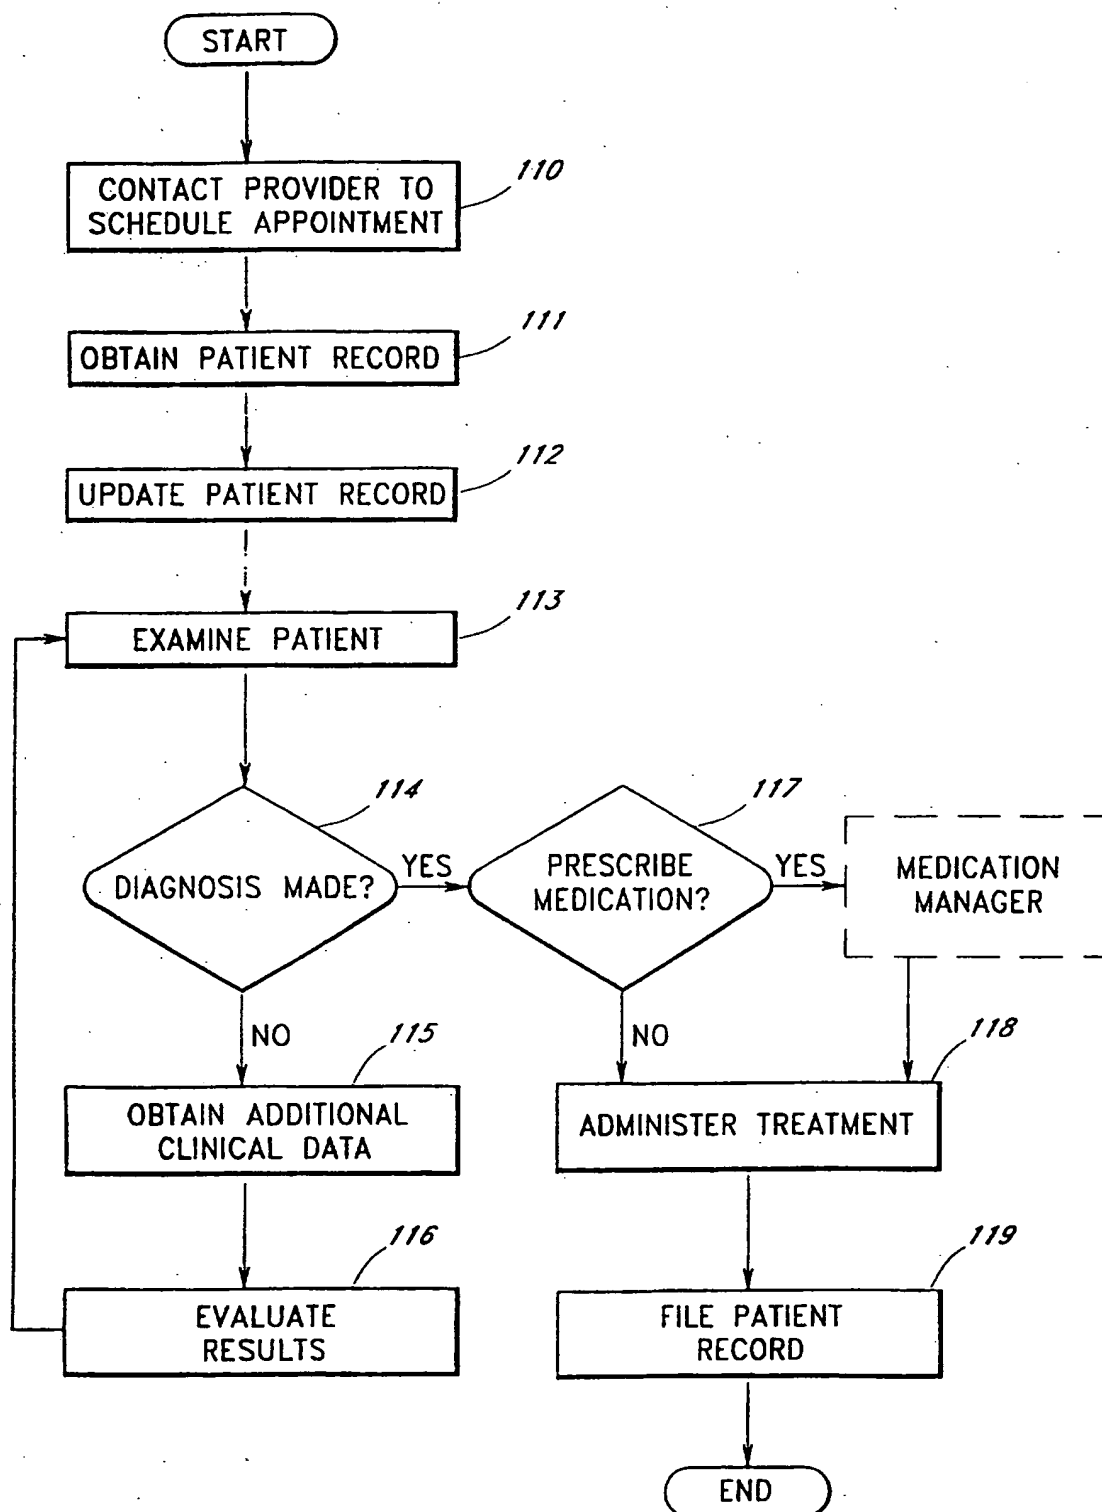 START
CONTACT PROVIDER TO
SCHEDULE APPOINTMENT
110
OBTAIN PATIENT RECORD
111
UPDATE PATIENT RECORD
112
EXAMINE PATIENT
113
DIAGNOSIS MADE?
114
YES
PRESCRIBE
MEDICATION?
117
YES
MEDICATION
MANAGER
NO
OBTAIN ADDITIONAL
CLINICAL DATA
115
NO
ADMINISTER TREATMENT
118
EVALUATE
RESULTS
116
FILE PATIENT
RECORD
119
END